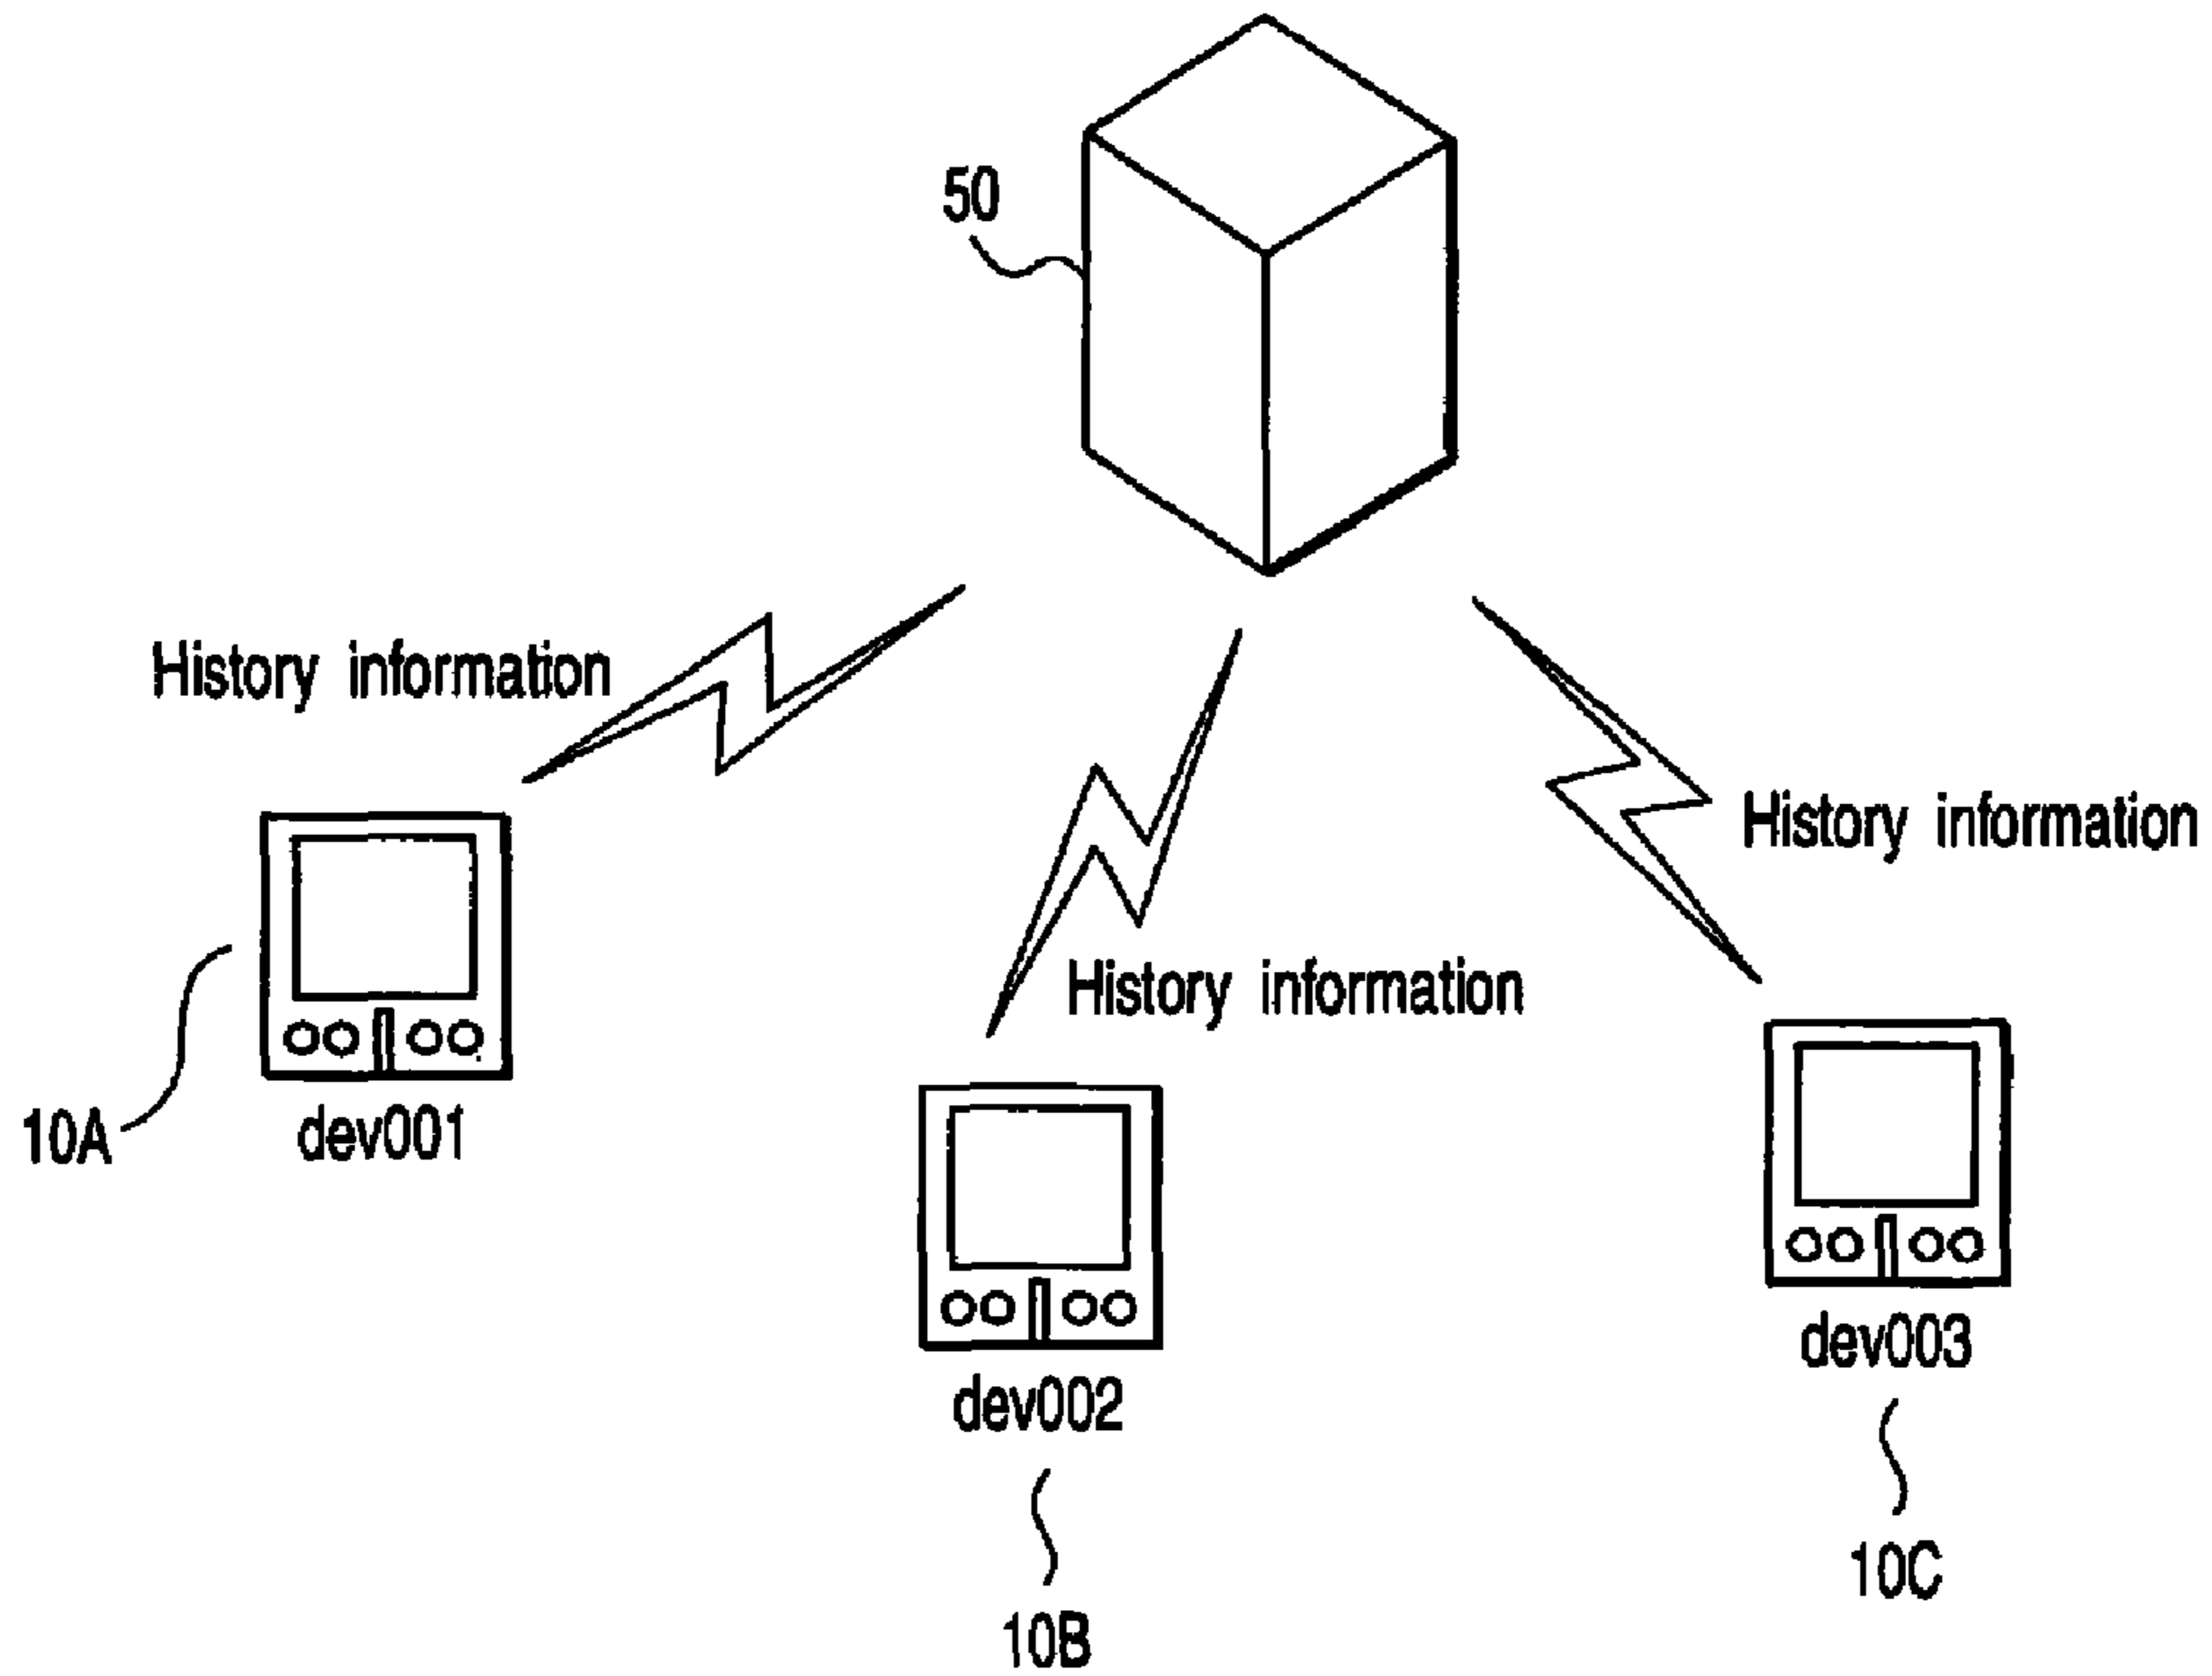 50
History information
History information
History information
dev001
10A
dev002
10B
dev003
10C